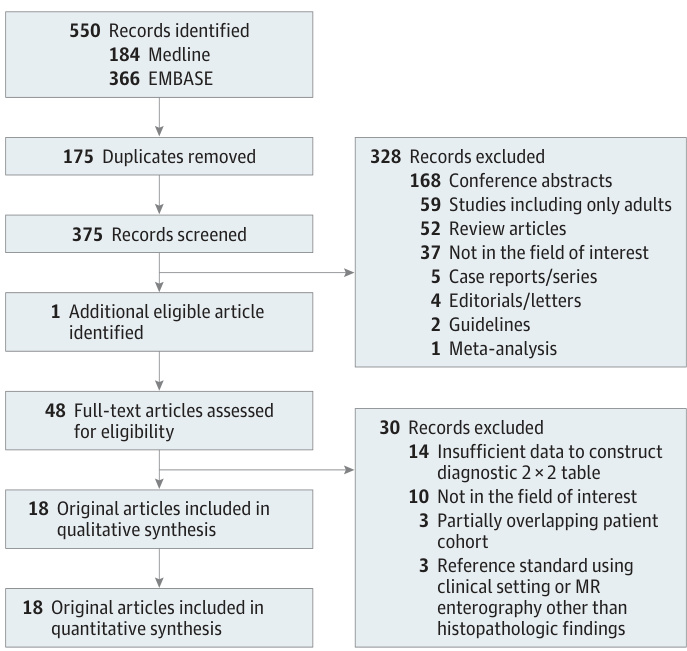 550 Records identified
184 Medline
366 EMBASE
175 Duplicates removed
375 Records screened
328 Records excluded
168 Conference abstracts
59 Studies including only adults
52 Review articles
37 Not in the field of interest
5 Case reports/series
4 Editorials/letters
2 Guidelines
1 Meta-analysis
1 Additional eligible article
identified
48 Full-text articles assessed
for eligibility
30 Records excluded
14 Insufficient data to construct
diagnostic 2 × 2 table
10 Not in the field of interest
3 Partially overlapping patient
cohort
3 Reference standard using
clinical setting or MR
enterography other than
histopathologic findings
18 Original articles included in
qualitative synthesis
18 Original articles included in
quantitative synthesis